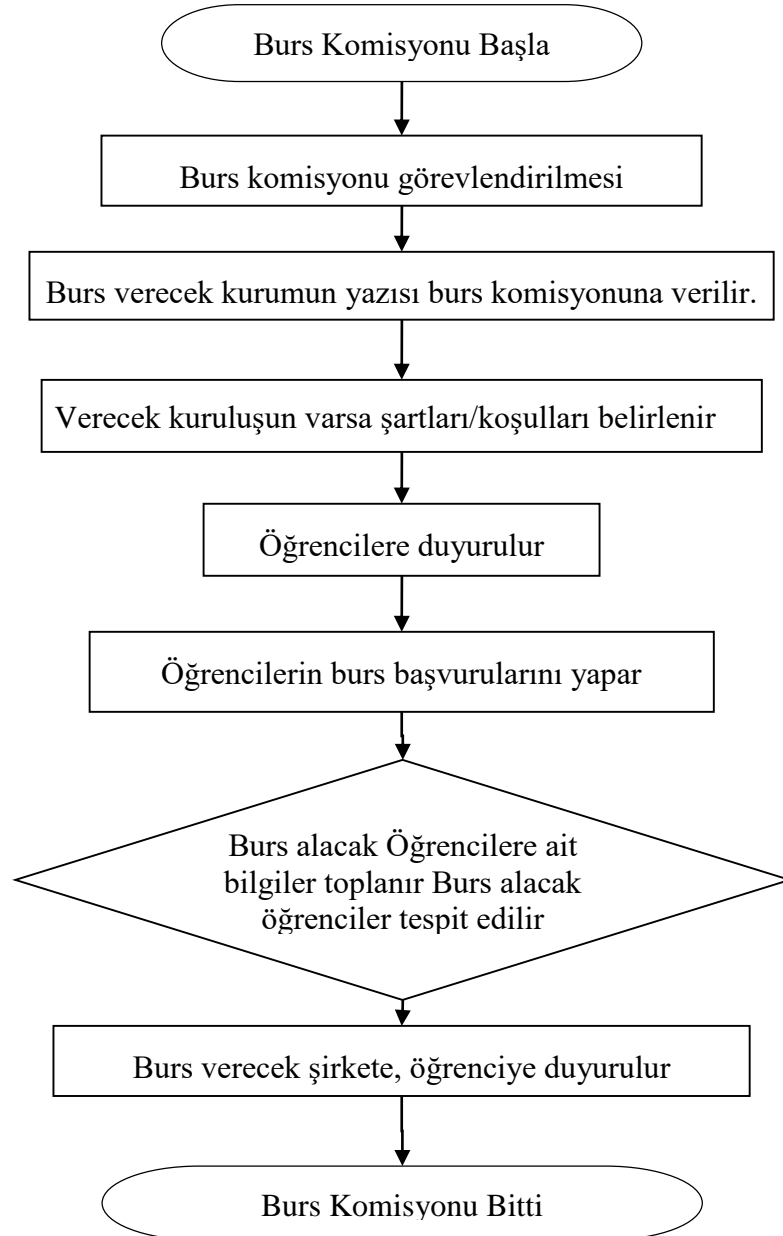 Burs Komisyonu Başla
Burs komisyonu görevlendirilmesi
Burs verecek kurumun yazısı burs komisyonuna verilir.
Verecek kuruluşun varsa şartları/koşulları belirlenir
Öğrencilere duyurulur
Öğrencilerin burs başvurularını yapar
Burs alacak Öğrencilere ait
bilgiler toplanır Burs alacak
öğrenciler tespit edilir
Burs verecek şirkete, öğrenciye duyurulur
Burs Komisyonu Bitti